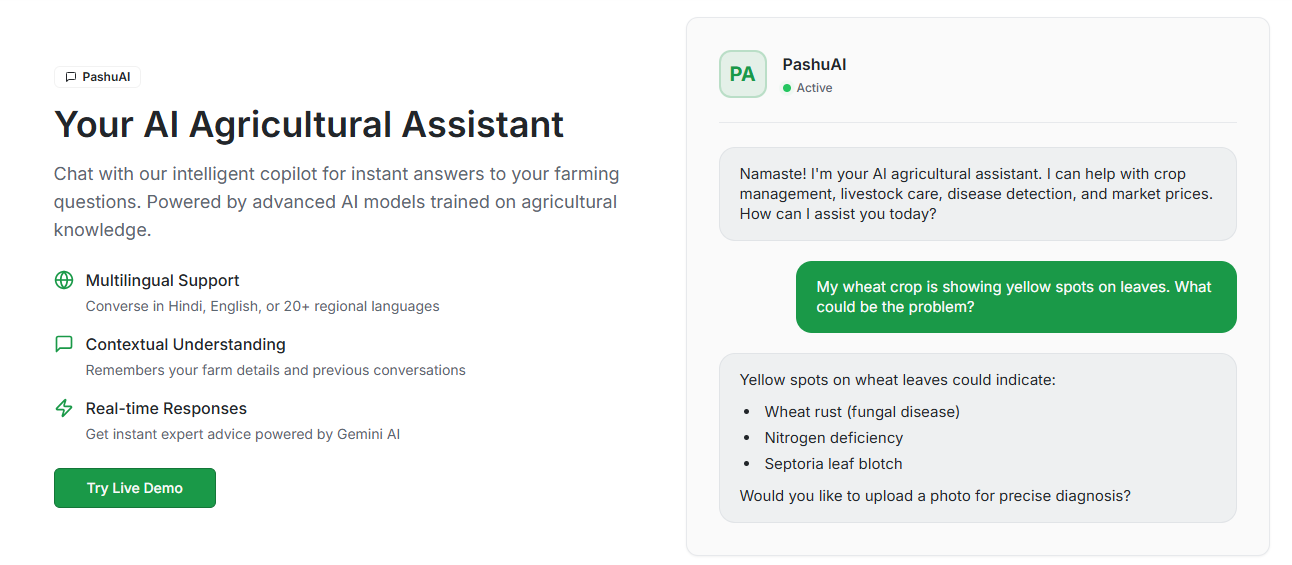 PashuAI
Your AI Agricultural Assistant
Chat with our intelligent copilot for instant answers to your farming
questions. Powered by advanced AI models trained on agricultural
knowledge.
Multilingual Support
Converse in Hindi, English, or 20+ regional languages
Contextual Understanding
Remembers your farm details and previous conversations
Real-time Responses
Get instant expert advice powered by Gemini AI
Try Live Demo
PA
PashuAI
Active
Namaste! I'm your AI agricultural assistant. I can help with crop
management, livestock care, disease detection, and market prices.
How can I assist you today?
My wheat crop is showing yellow spots on leaves. What
could be the problem?
Yellow spots on wheat leaves could indicate:
• Wheat rust (fungal disease)
• Nitrogen deficiency
• Septoria leaf blotch
Would you like to upload a photo for precise diagnosis?